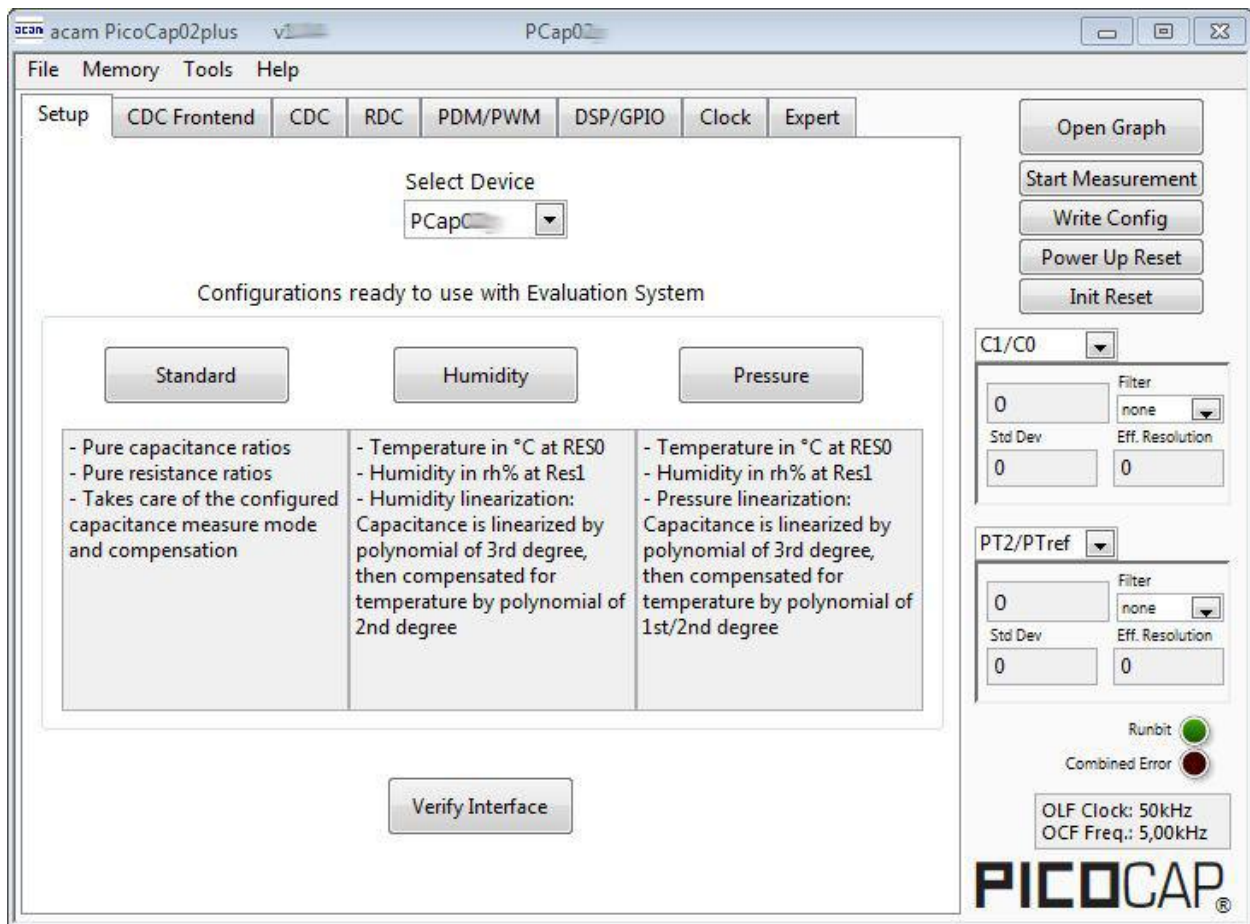 acam acam PicoCap02plus
File Memory Tools Help
Setup CDC Frontend CDC RDC PDM/PWM DSP/GPIO Clock Expert
Select Device
Configurations ready to use with Evaluation System
Standard
- Pure capacitance ratios
- Pure resistance ratios
- Takes care of the configured
capacitance measure mode
and compensation
Humidity
- Temperature in °C at RES0
- Humidity in rh% at Res1
- Humidity linearization:
Capacitance is linearized by
polynomial of 3rd degree,
then compensated for
temperature by polynomial of
2nd degree
Pressure
- Temperature in °C at RES0
- Humidity in rh% at Res1
- Pressure linearization:
Capacitance is linearized by
polynomial of 3rd degree,
then compensated for
temperature by polynomial of
1st/2nd degree
Verify Interface
Open Graph
Start Measurement
Write Config
Power Up Reset
Init Reset
C1/C0
Filter
0 none
Std Dev Eff. Resolution
0 0
PT2/PTref
Filter
0 none
Std Dev Eff. Resolution
0 0
Runbit
Combined Error
OLF Clock: 50kHz
OCF Freq.: 5,00kHz
PICOCAP®